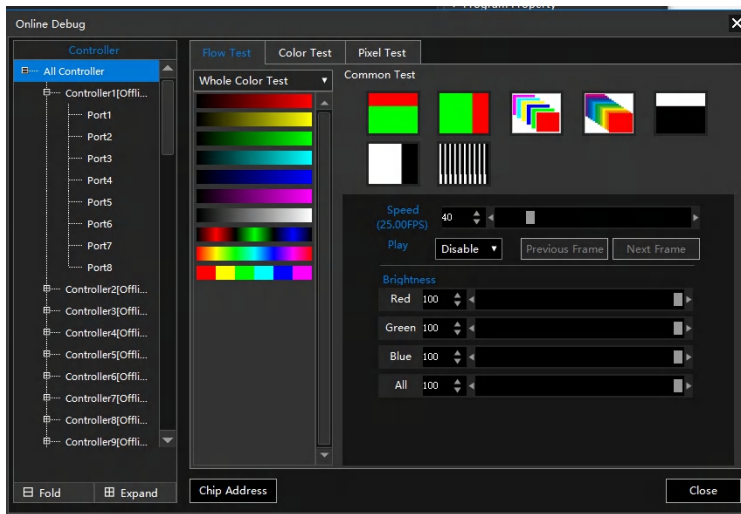 Program Property
Online Debug
Controller
All Controller
Controller1[Offli...
Port1
Port2
Port3
Port4
Port5
Port6
Port7
Port8
Controller2[Offli...
Controller3[Offli...
Controller4[Offli...
Controller5[Offli...
Controller6[Offli...
Controller7[Offli...
Controller8[Offli...
Controller9[Offli...
Fold Expand
Flow Test Color Test Pixel Test
Whole Color Test
Common Test
Speed 40
(25.00FPS)
Play Disable Previous Frame Next Frame
Brightness
Red 100
Green 100
Blue 100
All 100
Chip Address Close